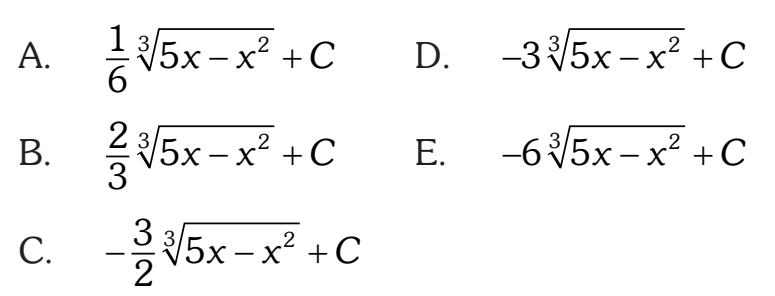 A. 1/6 ∛(5x – x²) + C D. –3∛(5x – x²) + C
B. 2/3 ∛(5x – x²) + C E. –6∛(5x – x²) + C
C. –3/2 ∛(5x – x²) + C